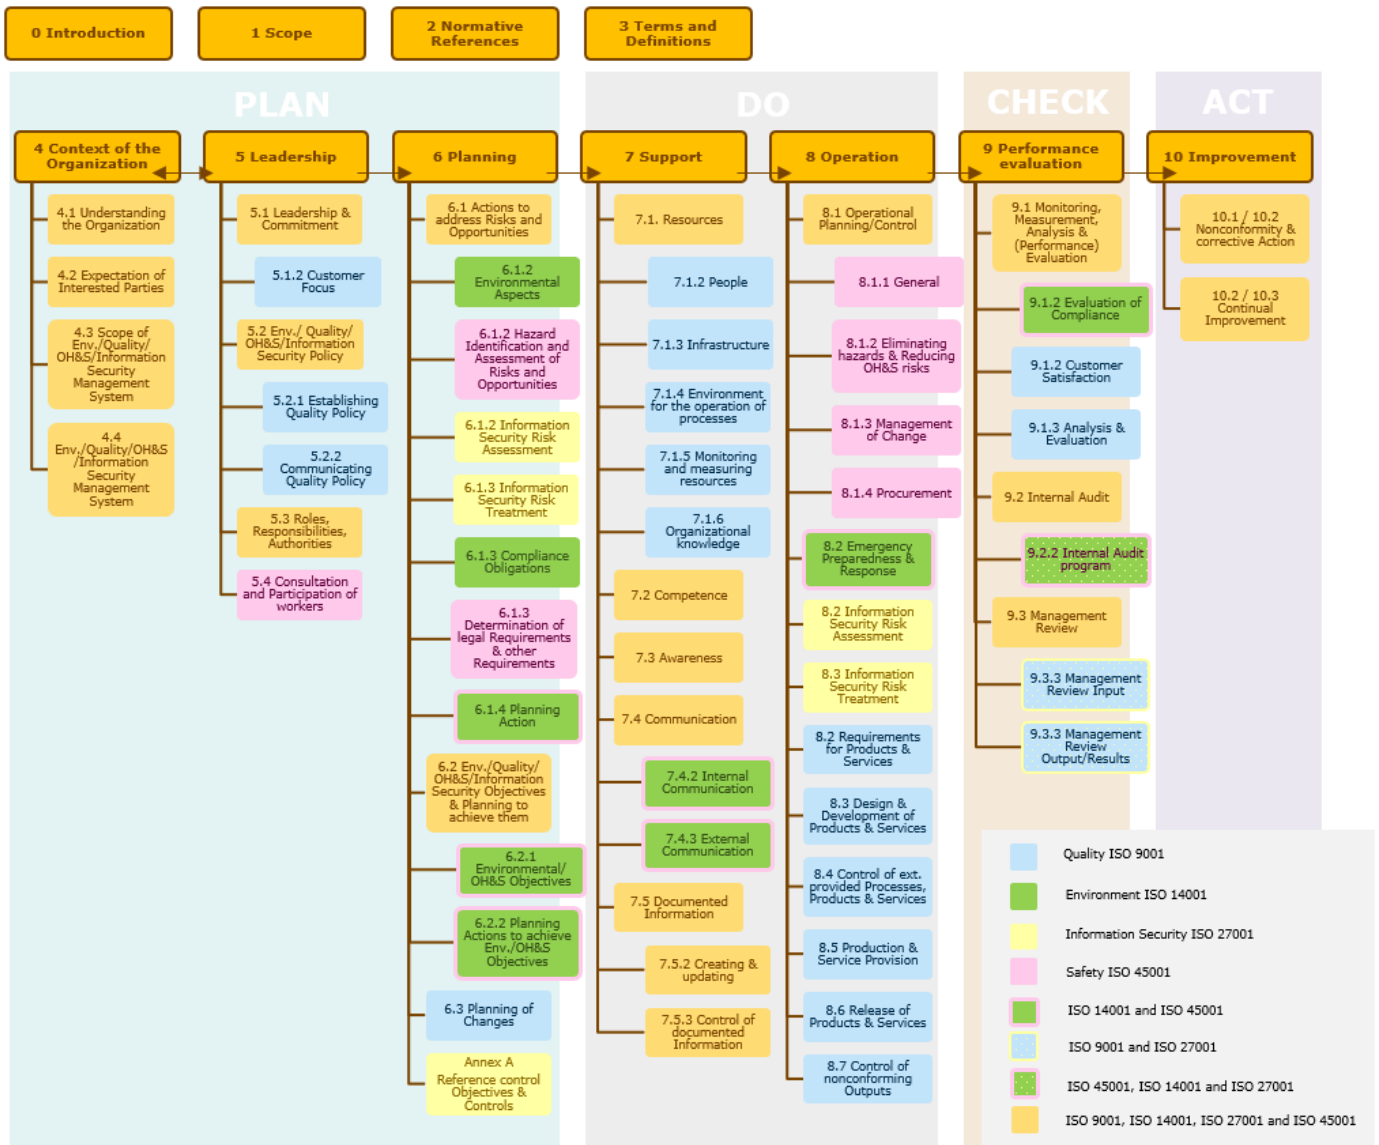 0 Introduction
1 Scope
2 Normative
References
3 Terms and
Definitions
PLAN
DO
CHECK
ACT
4 Context of the
Organization
5 Leadership
6 Planning
7 Support
8 Operation
9 Performance
evaluation
10 Improvement
4.1 Understanding
the Organization
4.2 Expectation of
Interested Parties
4.3 Scope of
Env./Quality/
OH&S/Information
Security
Management
System
4.4
Env./Quality/OH&S
/Information
Security
Management
System
5.1 Leadership &
Commitment
5.1.2 Customer
Focus
5.2 Env./ Quality/
OH&S/Information
Security Policy
5.2.1 Establishing
Quality Policy
5.2.2
Communicating
Quality Policy
5.3 Roles,
Responsibilities,
Authorities
5.4 Consultation
and Participation of
workers
6.1 Actions to
address Risks and
Opportunities
6.1.2
Environmental
Aspects
6.1.2 Hazard
Identification and
Assessment of
Risks and
Opportunities
6.1.2 Information
Security Risk
Assessment
6.1.3 Information
Security Risk
Treatment
6.1.3 Compliance
Obligations
6.1.3
Determination of
legal Requirements
& other
Requirements
6.1.4 Planning
Action
6.2 Env./Quality/
OH&S/Information
Security Objectives
& Planning to
achieve them
6.2.1
Environmental/
OH&S Objectives
6.2.2 Planning
Actions to achieve
Env./OH&S
Objectives
6.3 Planning of
Changes
Annex A
Reference control
Objectives &
Controls
7.1. Resources
7.1.2 People
7.1.3 Infrastructure
7.1.4 Environment
for the operation of
processes
7.1.5 Monitoring
and measuring
resources
7.1.6
Organizational
knowledge
7.2 Competence
7.3 Awareness
7.4 Communication
7.4.2 Internal
Communication
7.4.3 External
Communication
7.5 Documented
Information
7.5.2 Creating &
updating
7.5.3 Control of
documented
Information
8.1 Operational
Planning/Control
8.1.1 General
8.1.2 Eliminating
hazards & Reducing
OH&S risks
8.1.3 Management
of Change
8.1.4 Procurement
8.2 Emergency
Preparedness &
Response
8.2 Information
Security Risk
Assessment
8.3 Information
Security Risk
Treatment
8.2 Requirements
for Products &
Services
8.3 Design &
Development of
Products & Services
8.4 Control of ext.
provided Processes,
Products & Services
8.5 Production &
Service Provision
8.6 Release of
Products & Services
8.7 Control of
nonconforming
Outputs
9.1 Monitoring,
Measurement,
Analysis &
(Performance)
Evaluation
9.1.2 Evaluation of
Compliance
9.1.2 Customer
Satisfaction
9.1.3 Analysis &
Evaluation
9.2 Internal Audit
9.2.2 Internal Audit
program
9.3 Management
Review
9.3.3 Management
Review Input
9.3.3 Management
Review
Output/Results
10.1 / 10.2
Nonconformity &
corrective Action
10.2 / 10.3
Continual
Improvement
Quality ISO 9001
Environment ISO 14001
Information Security ISO 27001
Safety ISO 45001
ISO 14001 and ISO 45001
ISO 9001 and ISO 27001
ISO 45001, ISO 14001 and ISO 27001
ISO 9001, ISO 14001, ISO 27001 and ISO 45001